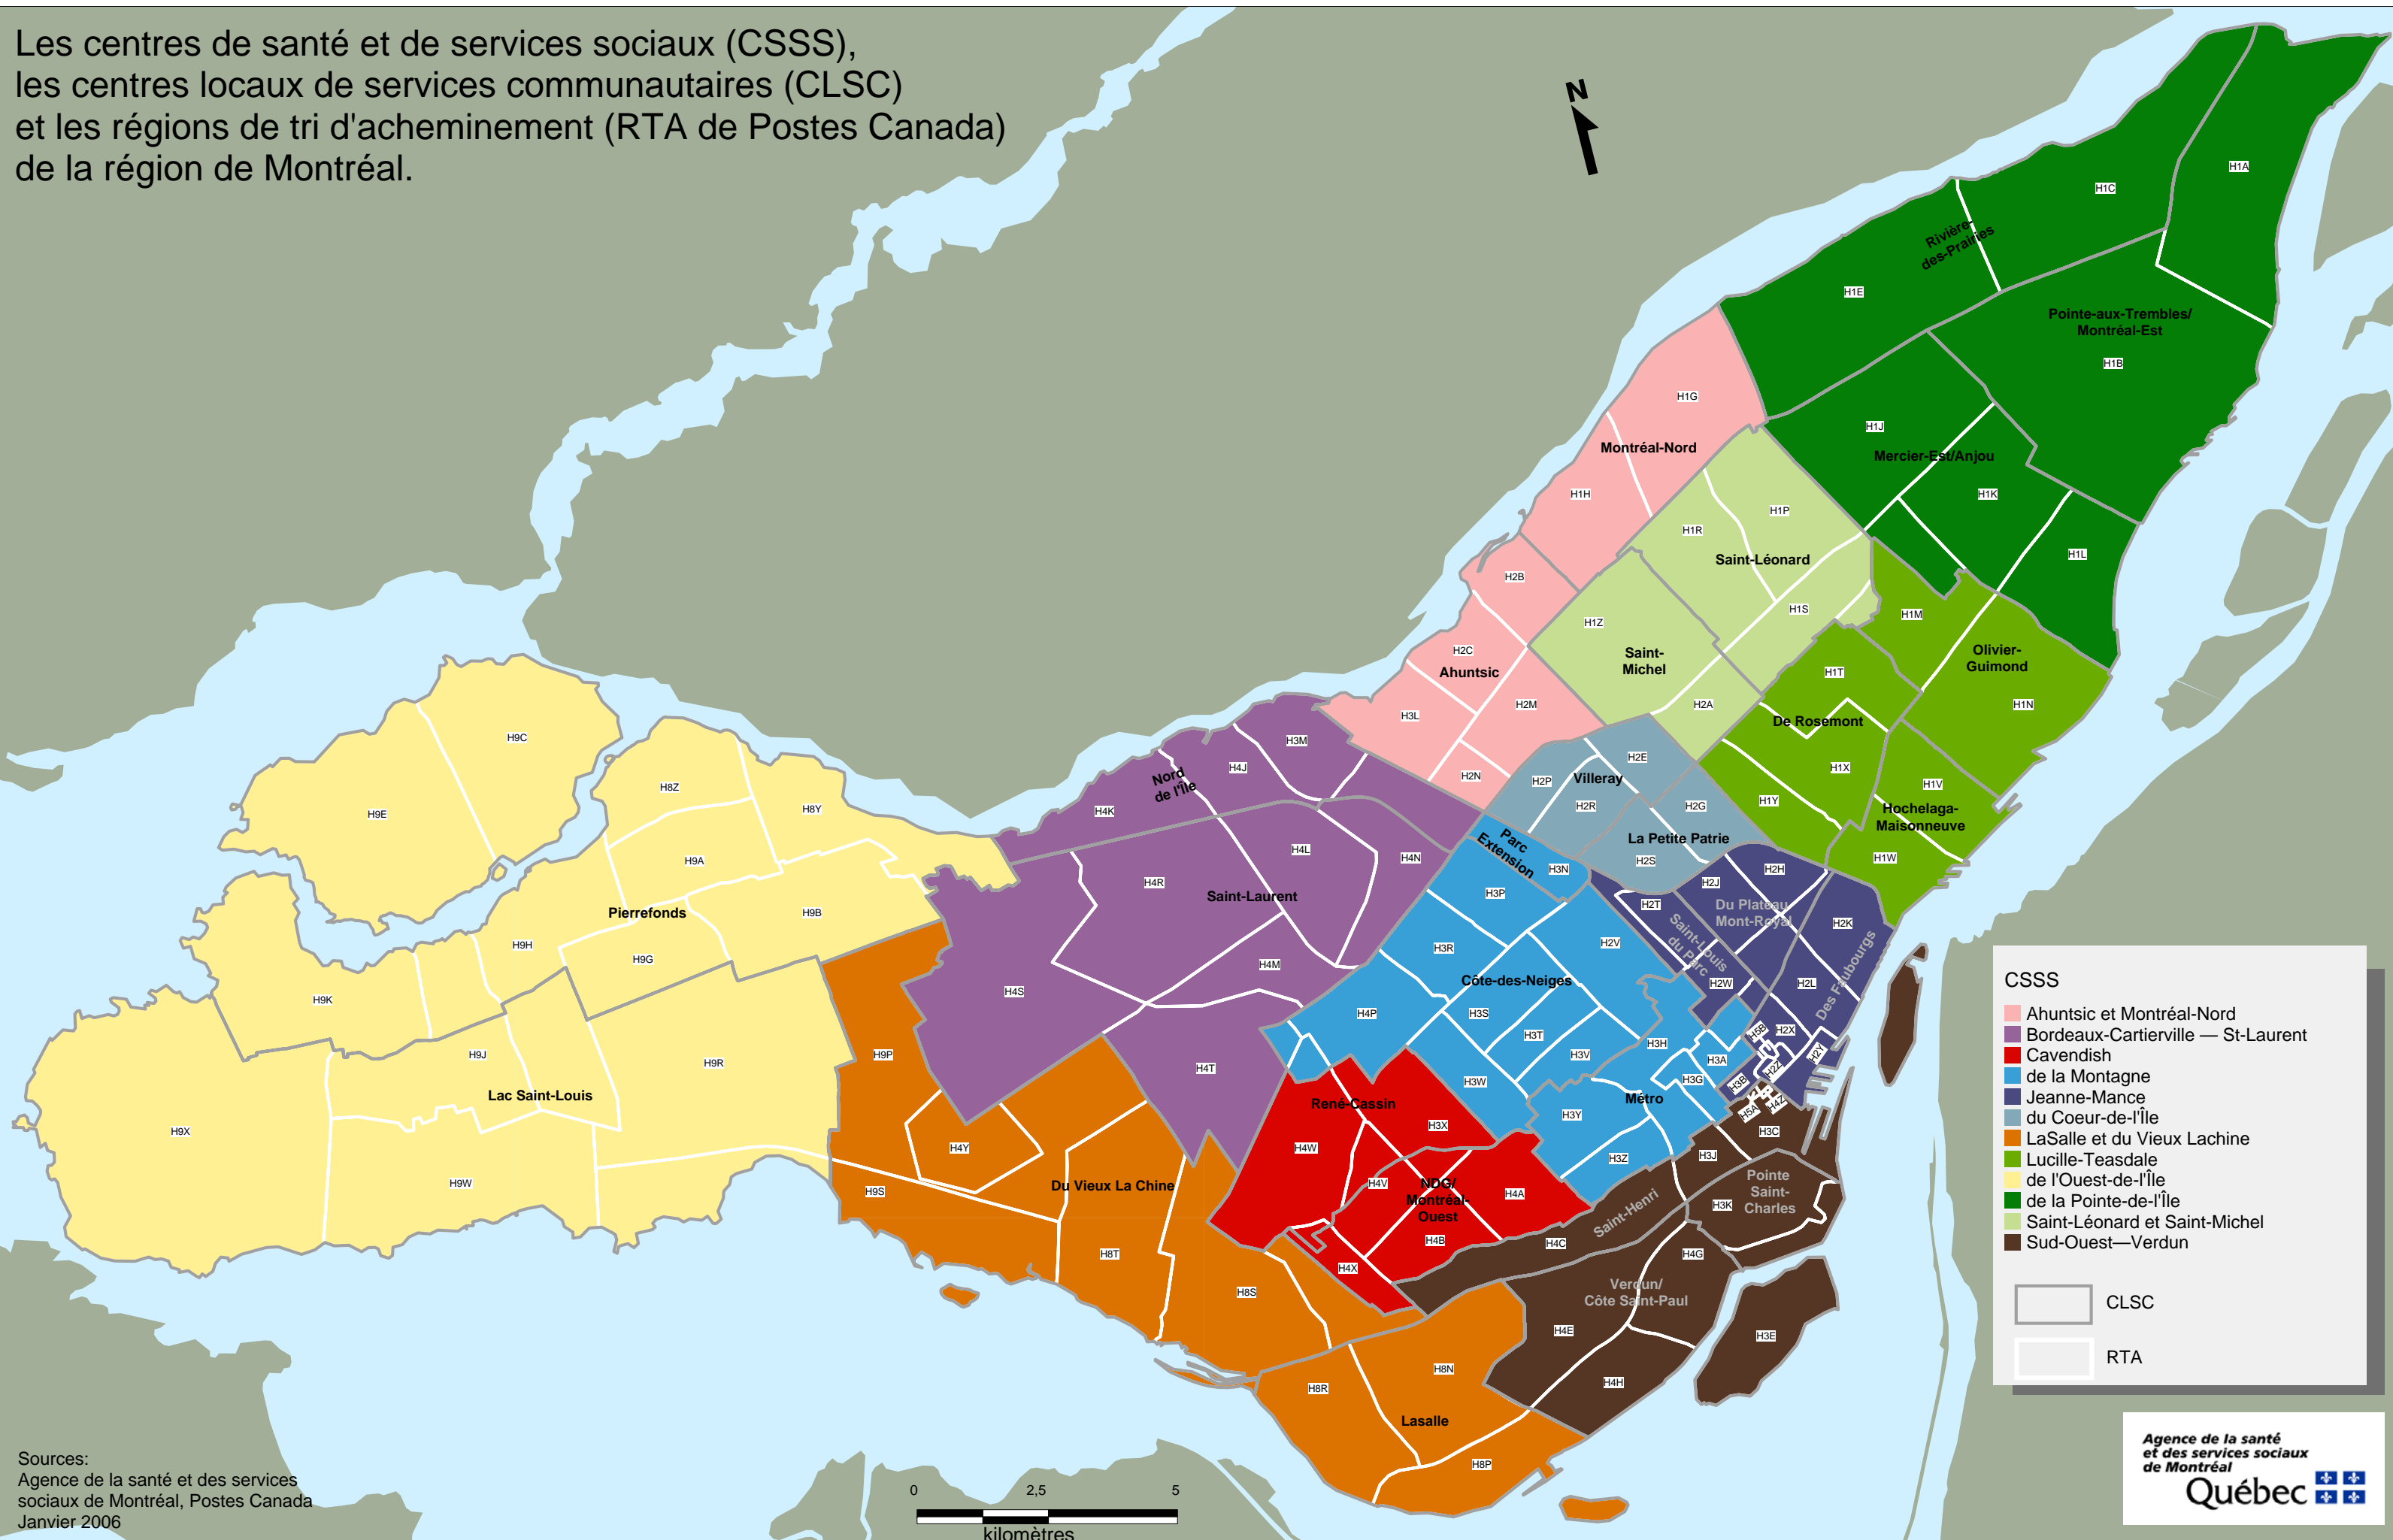 Les centres de santé et de services sociaux (CSSS),
les centres locaux de services communautaires (CLSC)
et les régions de tri d'acheminement (RTA de Postes Canada)
de la région de Montréal.
N
H1A
H1C
Rivière-
des-Prairies
H1E
Pointe-aux-Trembles/
Montréal-Est
H1B
H1G
H1J
Montréal-Nord
Mercier-Est/Anjou
H1H
H1K
H1P
H1R
Saint-Léonard
H1L
H2B
H1S
H1M
H1Z
H2C
Ahuntsic
Saint-
Michel
Olivier-
Guimond
H1T
H2M
H2A
H1N
H3L
De Rosemont
H9C
H3M
H4J
H2E
H1X
Nord
de l'Île
H2N
H2P
Villeray
H1V
H8Z
H8Y
H4K
H2R
H2G
H1Y
Hochelaga-
Maisonneuve
H9E
La Petite Patrie
Parc
Extension
H4L
H4N
H9A
H2S
H1W
H3N
H2H
H4R
H2J
Saint-Laurent
H3P
H2T
Du Plateau
Mont-Royal
Pierrefonds
H9B
H2K
H9H
H3R
H2V
Saint-Louis
du Parc
H9G
H4M
Côte-des-Neiges
H2W
H2L
Des Faubourgs
H4S
H9K
H4P
H3S
H5B
H2X
H3T
H3H
H2Y
H9J
H9P
H3V
H3A
H9R
H4T
H2Z
H3W
H3G
H3B
Lac Saint-Louis
René-Cassin
Métro
H5A
H4Z
H3Y
H9X
H3X
H3C
H4Y
H4W
H3J
H3Z
H9W
H9S
Du Vieux La Chine
H4V
NDG/
Montréal-
Ouest
H4A
Pointe
Saint-
Charles
Saint-Henri
H3K
H4B
H4C
H8T
H4G
H4X
H8S
Verdun/
Côte Saint-Paul
H4E
H3E
H8N
H8R
H4H
Lasalle
H8P
CSSS
Ahuntsic et Montréal-Nord
Bordeaux-Cartierville — St-Laurent
Cavendish
de la Montagne
Jeanne-Mance
du Coeur-de-l'Île
LaSalle et du Vieux Lachine
Lucille-Teasdale
de l'Ouest-de-l'Île
de la Pointe-de-l'Île
Saint-Léonard et Saint-Michel
Sud-Ouest—Verdun
CLSC
RTA
Sources:
Agence de la santé et des services
sociaux de Montréal, Postes Canada
Janvier 2006
0 2,5 5
kilomètres
Agence de la santé
et des services sociaux
de Montréal
Québec